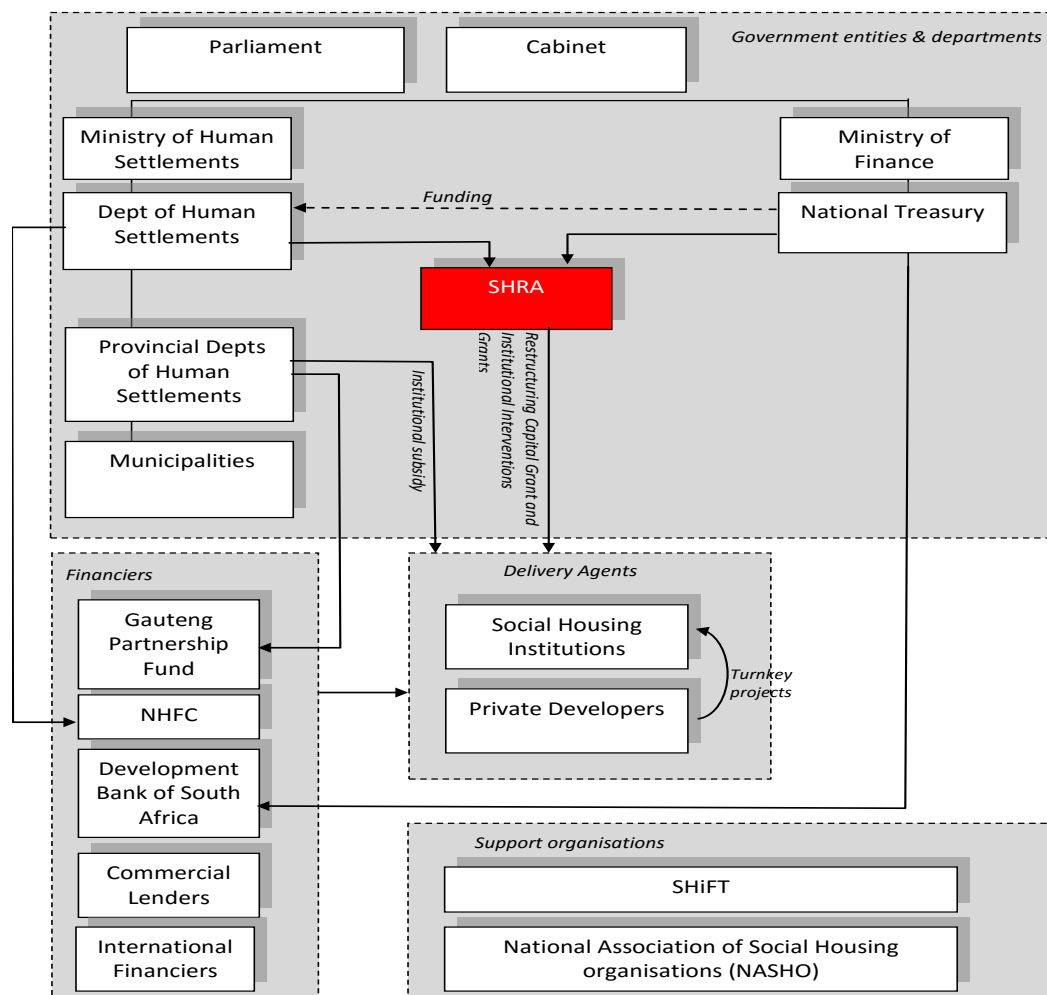 Parliament
Cabinet
Government entities & departments
Ministry of Human
Settlements
Ministry of
Finance
Dept of Human
Settlements
Funding
National Treasury
SHRA
Provincial Depts
of Human
Settlements
Institutional subsidy
Restructuring Capital Grant and
Institutional Interventions
Grants
Municipalities
Financiers
Gauteng
Partnership
Fund
NHFC
Development
Bank of South
Africa
Commercial
Lenders
International
Financiers
Delivery Agents
Social Housing
Institutions
Turnkey
projects
Private Developers
Support organisations
SHiFT
National Association of Social Housing
organisations (NASHO)